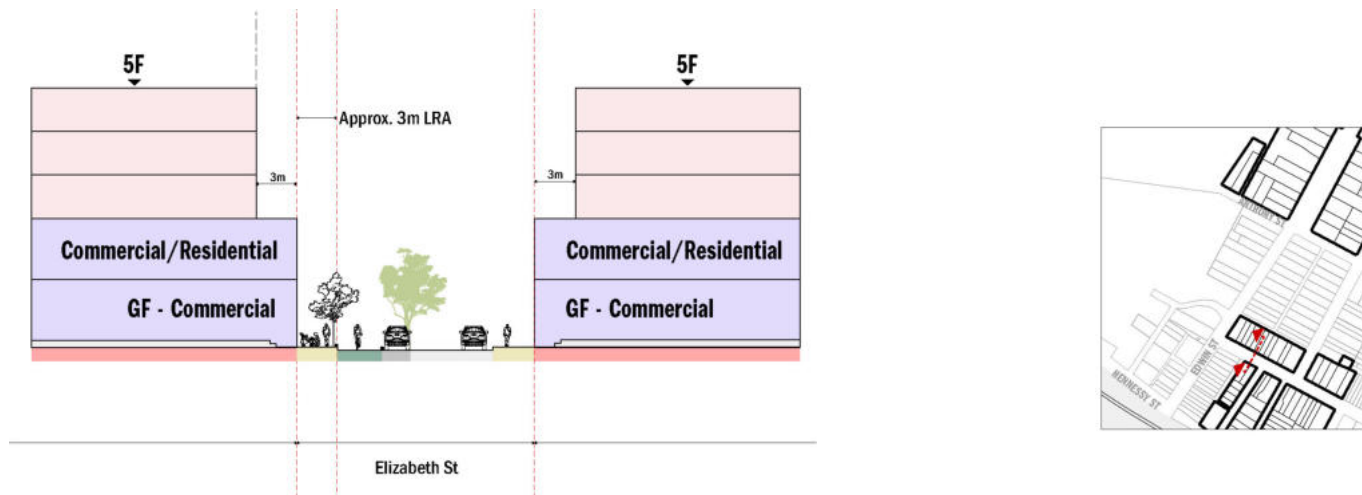 5F
5F
Approx. 3m LRA
3m
3m
Commercial/Residential
Commercial/Residential
GF - Commercial
GF - Commercial
Elizabeth St
ANTHONY ST
EDWIN ST
HENNESSY ST